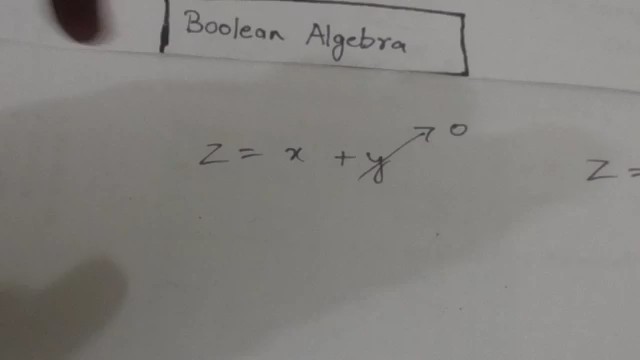 Boolean Algebra
z = x + y 0
z =